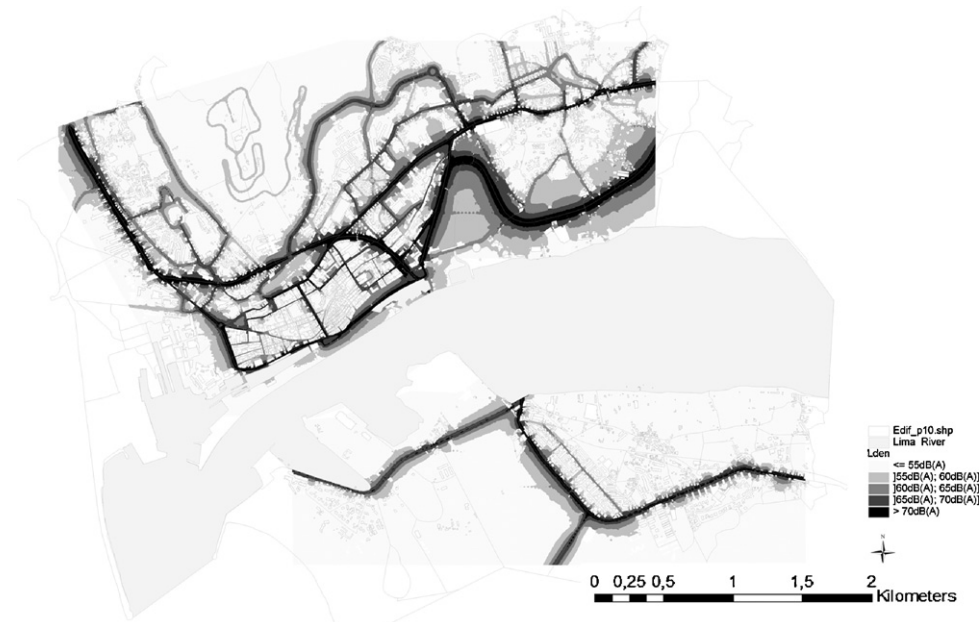 Edif_p10.shp
Lima River
Lden
<= 55dB(A)
]55dB(A); 60dB(A)]
]60dB(A); 65dB(A)]
]65dB(A); 70dB(A)]
> 70dB(A)
N
0 0,25 0,5 1 1,5 2
Kilometers